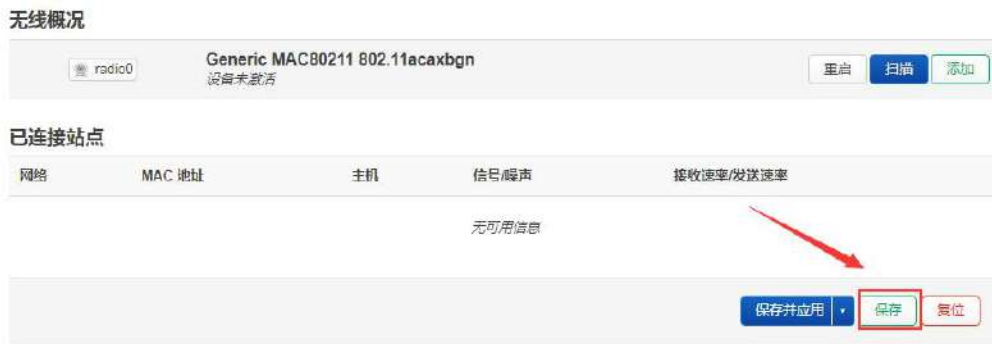 无线概况
radio0 Generic MAC80211 802.11acaxbgn 重启 扫描 添加
设备未激活
已连接站点
网络 MAC 地址 主机 信号/噪声 接收速率/发送速率
无可用信息
保存并应用 保存 复位